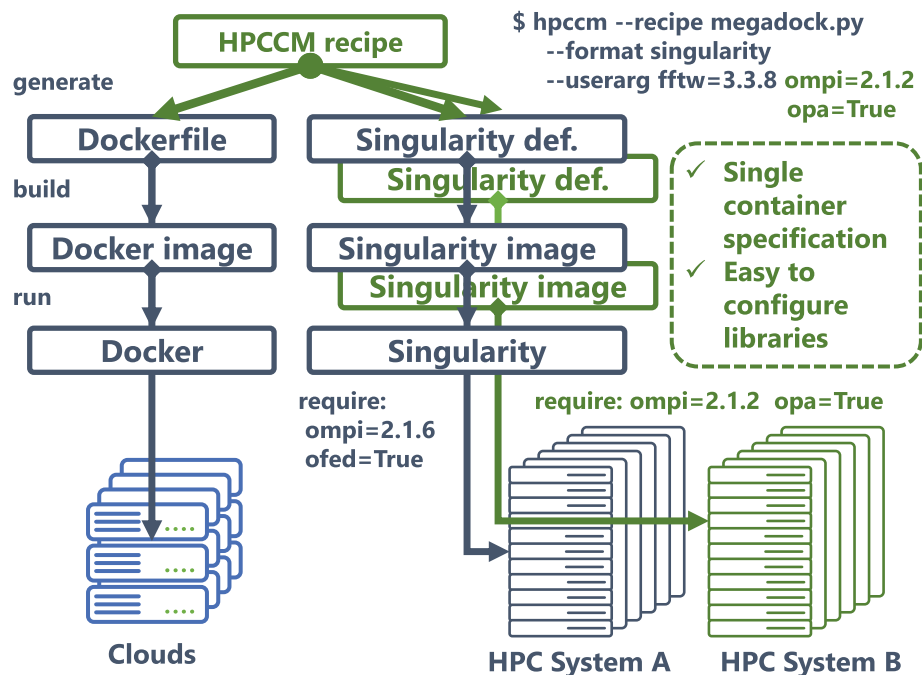 HPCCM recipe
$ hpccm --recipe megadock.py
--format singularity
--userarg fftw=3.3.8 ompi=2.1.2
opa=True
generate
Dockerfile
Singularity def.
Singularity def.
build
Docker image
Singularity image
Singularity image
run
Docker
Singularity
✓ Single
container
specification
✓ Easy to
configure
libraries
require:
ompi=2.1.6
ofed=True
require: ompi=2.1.2 opa=True
Clouds
HPC System A
HPC System B